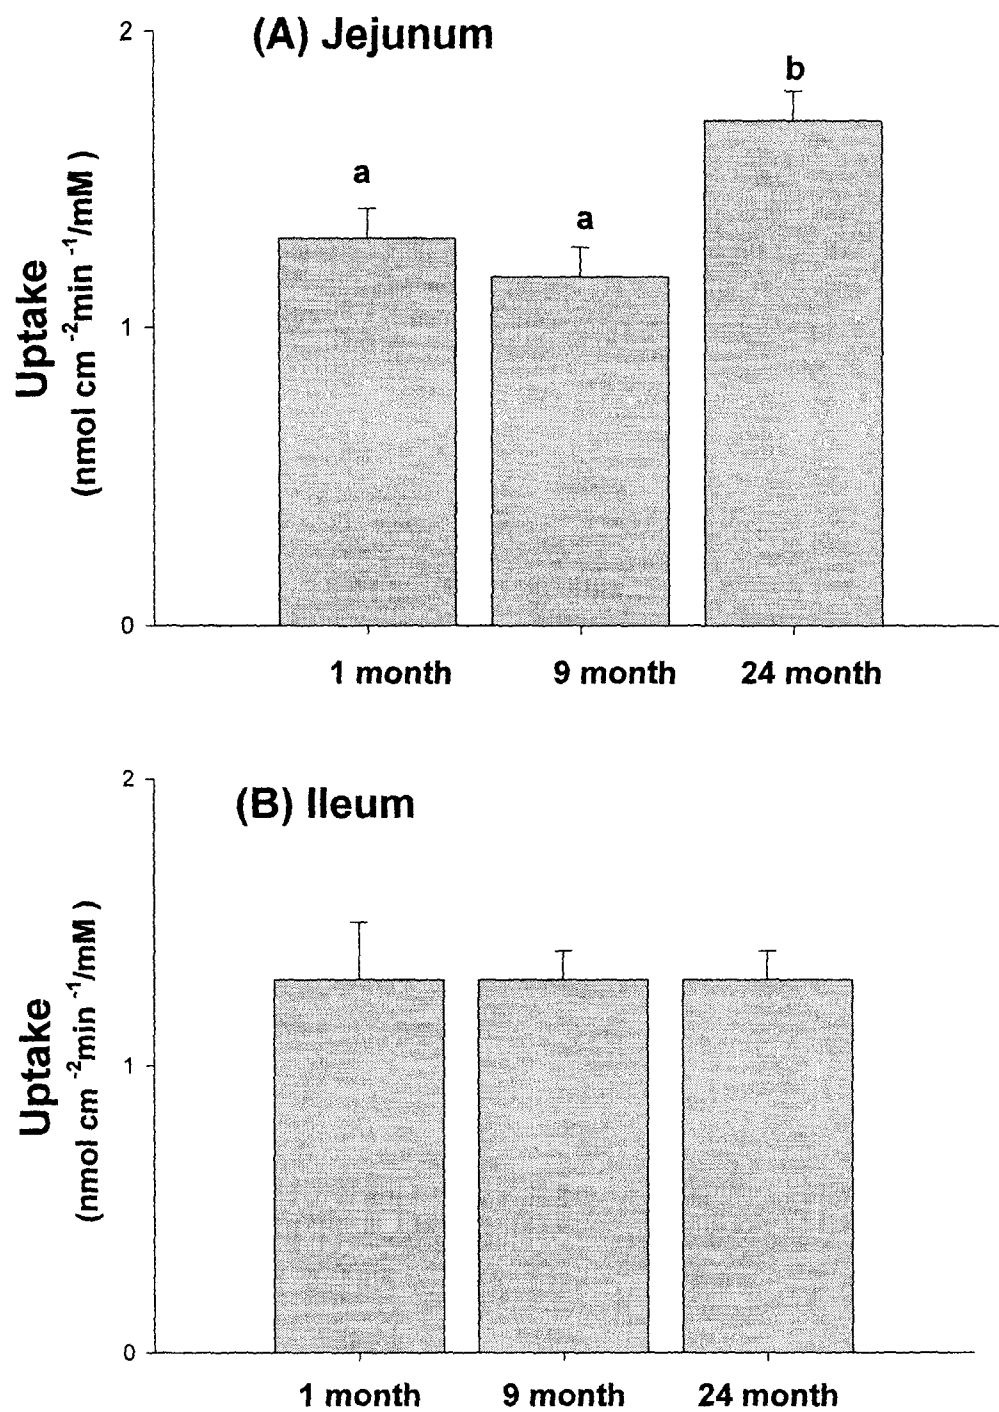 (A) Jejunum
2
1
0
Uptake
(nmol cm -2min -1/mM )
a
a
b
1 month
9 month
24 month
(B) Ileum
2
1
0
Uptake
(nmol cm -2min -1/mM )
1 month
9 month
24 month